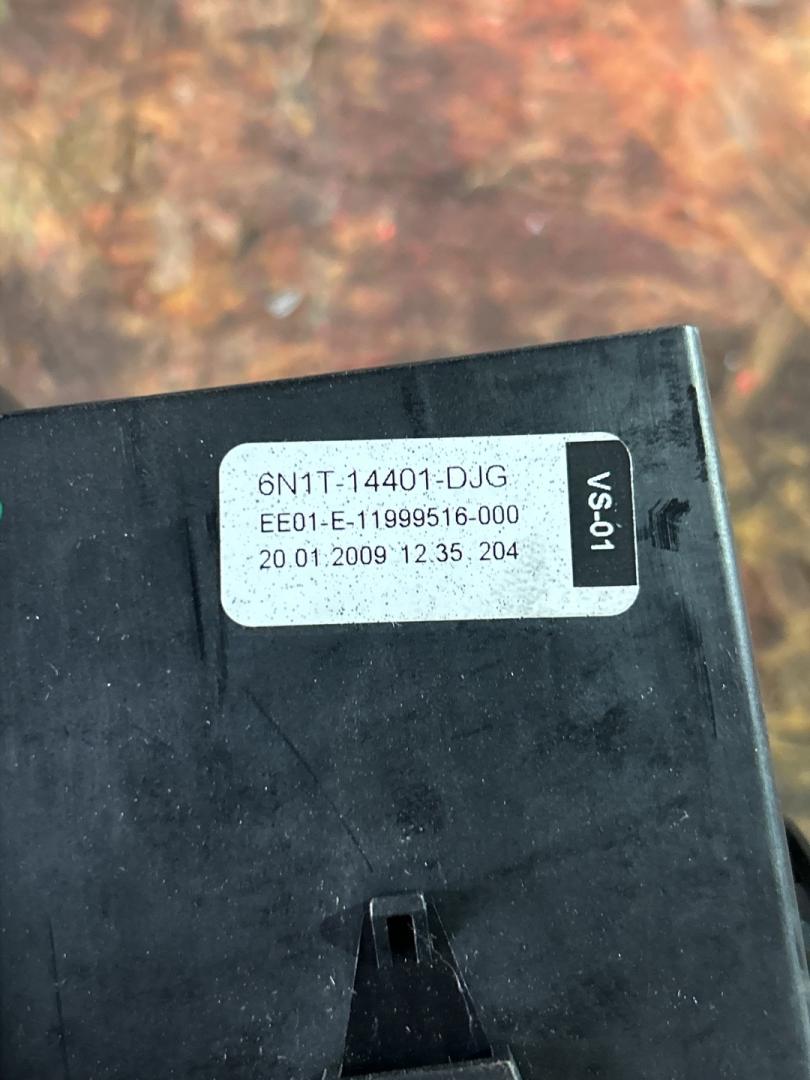 6N1T-14401-DJG
EE01-E-11999516-000
20.01.2009 12.35. 204
VS-01